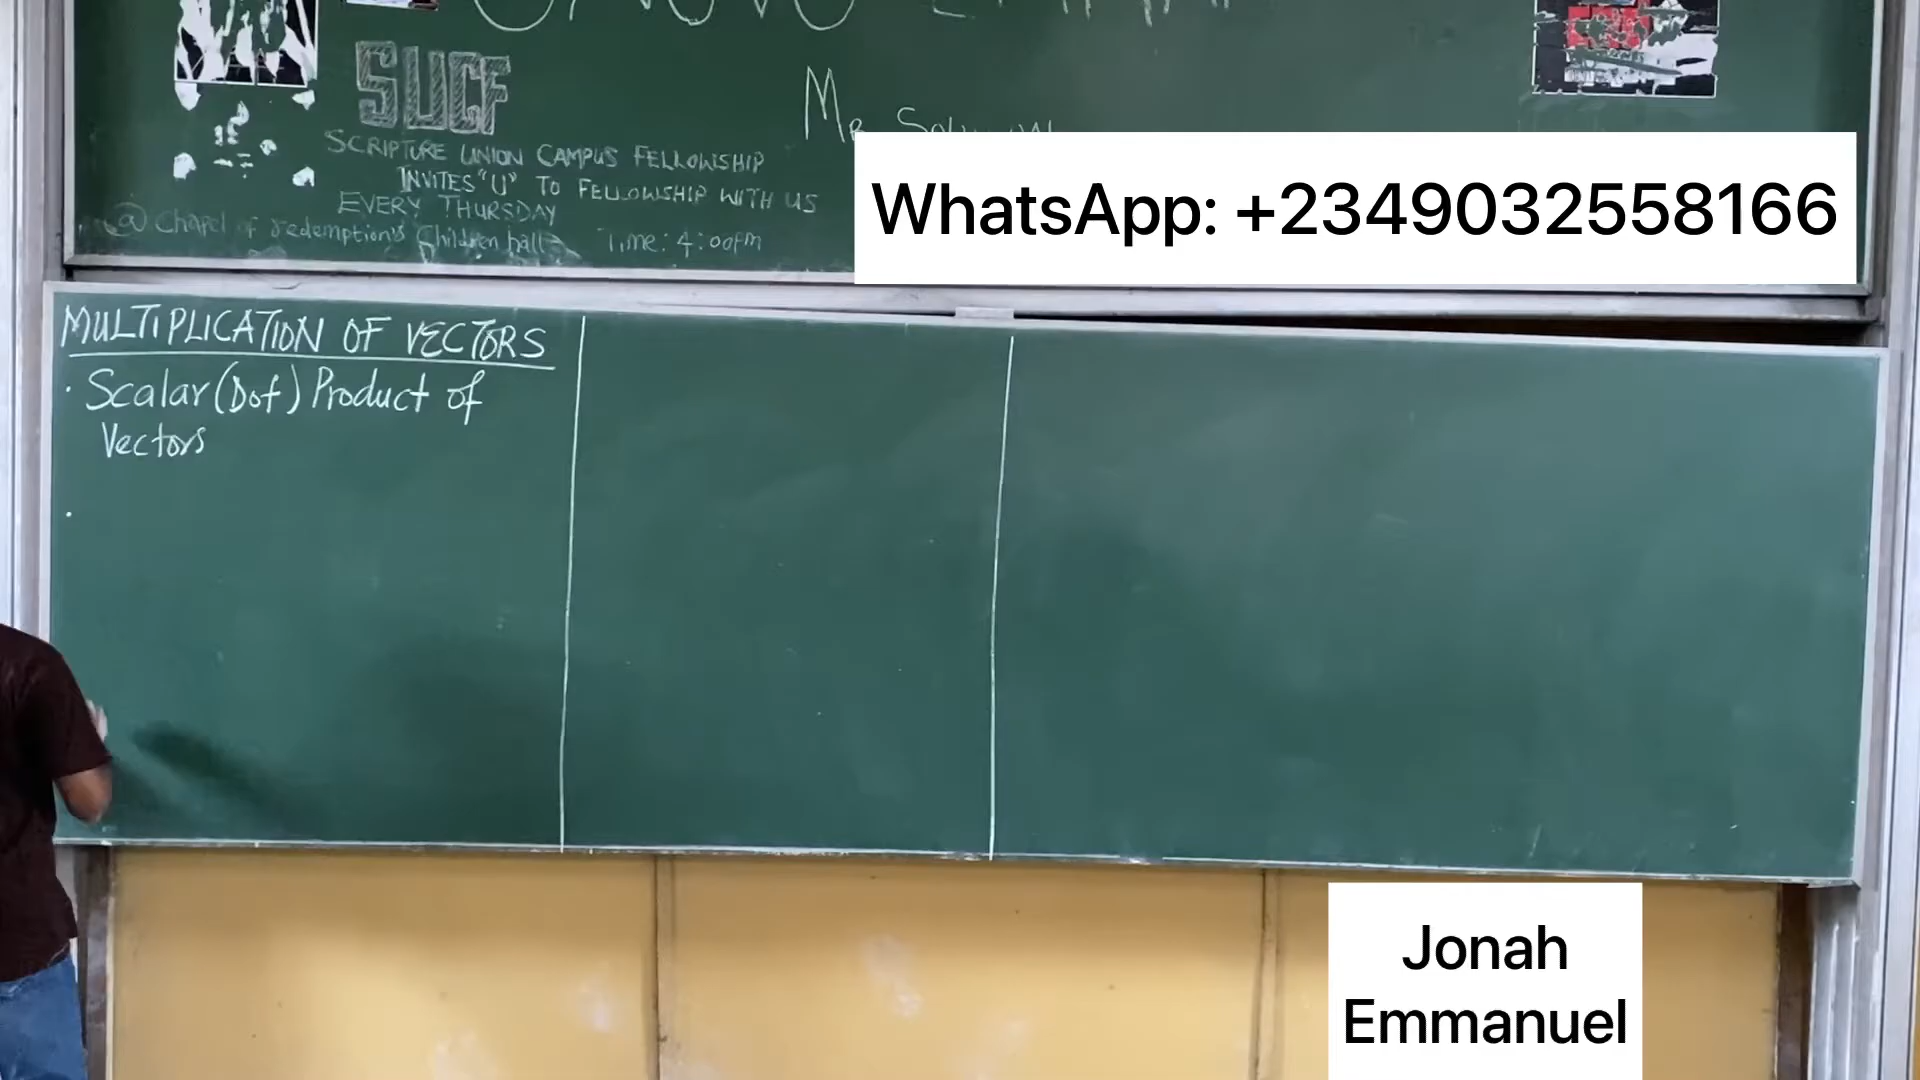 SUCF
SCRIPTURE UNION CAMPUS FELLOWSHIP
INVITES "U" TO FELLOWSHIP WITH US
EVERY THURSDAY
@ Chapel of redemption's Children hall Time: 4:00PM
WhatsApp: +2349032558166
MULTIPLICATION OF VECTORS
· Scalar (Dot) Product of
Vectors
·
Jonah
Emmanuel